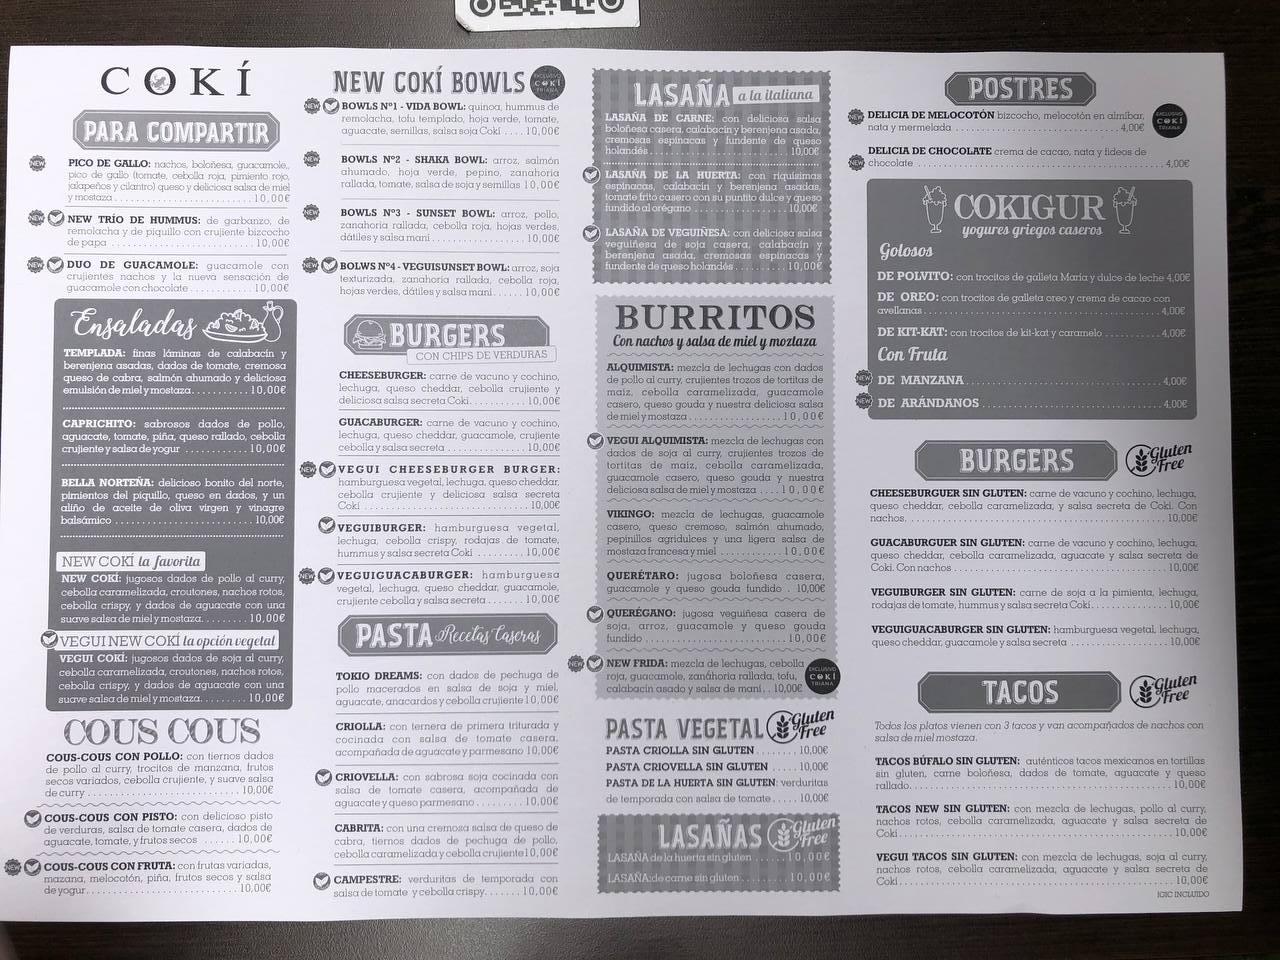 COKÍ
PARA COMPARTIR
NEW
PICO DE GALLO: nachos, boloñesa, guacamole,
pico de gallo (tomate, cebolla roja, pimiento rojo,
jalapeños y cilantro) queso y deliciosa salsa de miel
y mostaza . . . . . . . . . . . . . . . . . . . . . . . . . 10,00€
NEW
NEW TRÍO DE HUMMUS: de garbanzo, de
remolacha y de piquillo con crujiente bizcocho
de papa . . . . . . . . . . . . . . . . . . . . . . . . . 10,00€
NEW
DUO DE GUACAMOLE: guacamole con
crujientes nachos y la nueva sensación de
guacamole con chocolate . . . . . . . . . . . 10,00€
Ensaladas
TEMPLADA: finas láminas de calabacín y
berenjena asadas, dados de tomate, cremosa
queso de cabra, salmón ahumado y deliciosa
emulsión de miel y mostaza . . . . . . . . . . 10,00€
CAPRICHITO: sabrosos dados de pollo,
aguacate, tomate, piña, queso rallado, cebolla
crujiente y salsa de yogur . . . . . . . . . . . 10,00€
BELLA NORTEÑA: delicioso bonito del norte,
pimientos del piquillo, queso en dados, y un
aliño de aceite de oliva virgen y vinagre
balsámico . . . . . . . . . . . . . . . . . . . . . . . 10,00€
NEW COKÍ la favorita
NEW COKÍ: jugosos dados de pollo al curry,
cebolla caramelizada, croutones, nachos rotos,
cebolla crispy, y dados de aguacate con una
suave salsa de miel y mostaza. . . . . . . . . 10,00€
VEGUI NEW COKÍ la opción vegetal
VEGUI COKÍ: jugosos dados de soja al curry,
cebolla caramelizada, croutones, nachos rotos,
cebolla crispy, y dados de aguacate con una
suave salsa de miel y mostaza. . . . . . . . . 10,00€
COUS COUS
COUS-COUS CON POLLO: con tiernos dados
de pollo al curry, trocitos de manzana, frutos
secos variados, cebolla crujiente, y suave salsa
de curry . . . . . . . . . . . . . . . . . . . . . . . . 10,00€
COUS-COUS CON PISTO: con delicioso pisto
de verduras, salsa de tomate casera, dados de
aguacate, tomate, y frutos secos . . . . . . 10,00€
NEW
COUS-COUS CON FRUTA: con frutas variadas,
mazana, melocotón, piña, frutos secos y salsa
de yogur. . . . . . . . . . . . . . . . . . . . . . . . 10,00€
NEW COKÍ BOWLS
EXCLUSIVO
COKÍ
TRIANA
NEW
BOWLS Nº1 - VIDA BOWL: quinoa, hummus de
remolacha, tofu templado, hoja verde, tomate,
aguacate, semillas, salsa soja Cokí . . . . 10,00€
NEW
BOWLS Nº2 - SHAKA BOWL: arroz, salmón
ahumado, hoja verde, pepino, zanahoria
rallada, tomate, salsa de soja y semillas 10,00€
NEW
BOWLS Nº3 - SUNSET BOWL: arroz, pollo,
zanahoria rallada, cebolla roja, hojas verdes,
dátiles y salsa maní . . . . . . . . . . . . . . . 10,00€
NEW
BOLWS Nº4 - VEGUISUNSET BOWL: arroz, soja
texturizada, zanahoria rallada, cebolla roja,
hojas verdes, dátiles y salsa maní . . . . . . 10,00€
BURGERS
CON CHIPS DE VERDURAS
CHEESEBURGER: carne de vacuno y cochino,
lechuga, queso cheddar, cebolla crujiente y
deliciosa salsa secreta Cokí. . . . . . . . . . . 10,00€
GUACABURGER: carne de vacuno y cochino,
lechuga, queso cheddar, guacamole, crujiente
cebolla y salsa secreta . . . . . . . . . . . . . . 10,00€
NEW
VEGUI CHEESEBURGER BURGER:
hamburguesa vegetal, lechuga, queso cheddar,
cebolla crujiente y deliciosa salsa secreta
Cokí . . . . . . . . . . . . . . . . . . . . . . . . . . . 10,00€
VEGUIBURGER: hamburguesa vegetal,
lechuga, cebolla crispy, rodajas de tomate,
hummus y salsa secreta Cokí . . . . . . . . . 10,00€
NEW
VEGUIGUACABURGER: hamburguesa
vegetal, lechuga, queso cheddar, guacamole,
crujiente cebolla y salsa secreta . . . . . . . 10,00€
PASTA Recetas Caseras
TOKIO DREAMS: con dados de pechuga de
pollo macerados en salsa de soja y miel,
aguacate, anacardos y cebolla crujiente 10,00€
CRIOLLA: con ternera de primera triturada y
cocinada con salsa de tomate casera,
acompañada de aguacate y parmesano 10,00€
CRIOVELLA: con sabrosa soja cocinada con
salsa de tomate casera, acompañada de
aguacate y queso parmesano . . . . . . . . . 10,00€
CABRITA: con una cremosa salsa de queso de
cabra, tiernos dados de pechuga de pollo,
cebolla caramelizada y cebolla crujiente 10,00€
CAMPESTRE: verduritas de temporada con
salsa de tomate y cebolla crispy. . . . . . . . 10,00€
LASAÑA a la italiana
LASAÑA DE CARNE: con deliciosa salsa
boloñesa casera, calabacín y berenjena asada,
cremosas espinacas y fundente de queso
holandés . . . . . . . . . . . . . . . . . . . . . . . . 10,00€
LASAÑA DE LA HUERTA: con riquísimas
espinacas, calabacín y berenjena asadas,
tomate frito casero con su puntito dulce y queso
fundido al orégano . . . . . . . . . . . . . . . . 10,00€
LASAÑA DE VEGUIÑESA: con deliciosa salsa
veguiñesa de soja casera, calabacín y
berenjena asada, cremosas espinacas y
fundente de queso holandés . . . . . . . . . . 10,00€
BURRITOS
Con nachos y salsa de miel y moztaza
ALQUIMISTA: mezcla de lechugas con dados
de pollo al curry, crujientes trozos de tortitas de
maíz, cebolla caramelizada, guacamole
casero, queso gouda y nuestra deliciosa salsa
de miel y mostaza . . . . . . . . . . . . . . . . . 10,00€
VEGUI ALQUIMISTA: mezcla de lechugas con
dados de soja al curry, crujientes trozos de
tortitas de maíz, cebolla caramelizada,
guacamole casero, queso gouda y nuestra
deliciosa salsa de miel y mostaza . . . . 10,00€
VIKINGO: mezcla de lechugas, guacamole
casero, queso cremoso, salmón ahumado,
pepinillos agridulces y una ligera salsa de
mostaza francesa y miel . . . . . . . . . . . . 10,00€
QUERÉTARO: jugosa boloñesa casera,
guacamole y queso gouda fundido . 10,00€
QUERÉGANO: jugosa veguiñesa casera de
soja, arroz, guacamole y queso gouda
fundido . . . . . . . . . . . . . . . . . . . . . . . . . 10,00€
NEW
NEW FRIDA: mezcla de lechugas, cebolla
roja, guacamole, zanáhoria rallada, tofu,
calabacín asado y salsa de maní. . 10,00€
EXCLUSIVO
COKÍ
TRIANA
PASTA VEGETAL Gluten Free
PASTA CRIOLLA SIN GLUTEN . . . . . . . 10,00€
PASTA CRIOVELLA SIN GLUTEN . . . . . 10,00€
PASTA DE LA HUERTA SIN GLUTEN: verduritas
de temporada con salsa de tomate . . . . . 10,00€
LASAÑAS Gluten Free
LASAÑA de la huerta sin gluten . . . . . . . 10,00€
LASAÑA: de carne sin gluten . . . . . . . . . 10,00€
POSTRES
NEW
DELICIA DE MELOCOTÓN bizcocho, melocotón en almíbar,
nata y mermelada . . . . . . . . . . . . . . . . . . . . . . . . . 4,00€
EXCLUSIVO
COKÍ
TRIANA
NEW
DELICIA DE CHOCOLATE crema de cacao, nata y fideos de
chocolate . . . . . . . . . . . . . . . . . . . . . . . . . . . . . . . 4,00€
COKIGUR
yogures griegos caseros
Golosos
DE POLVITO: con trocitos de galleta María y dulce de leche 4,00€
DE OREO: con trocitos de galleta oreo y crema de cacao con
avellanas . . . . . . . . . . . . . . . . . . . . . . . . . . . . . . . 4,00€
DE KIT-KAT: con trocitos de kit-kat y caramelo . . . . . . . . . 4,00€
Con Fruta
NEW
DE MANZANA . . . . . . . . . . . . . . . . . . . . . . . . . . . 4,00€
NEW
DE ARÁNDANOS . . . . . . . . . . . . . . . . . . . . . . . . . 4,00€
BURGERS Gluten Free
CHEESEBURGUER SIN GLUTEN: carne de vacuno y cochino, lechuga,
queso cheddar, cebolla caramelizada, y salsa secreta de Cokí. Con
nachos. . . . . . . . . . . . . . . . . . . . . . . . . . . . . . . . . 10,00€
GUACABURGUER SIN GLUTEN: carne de vacuno y cochino, lechuga,
queso cheddar, cebolla caramelizada, aguacate y salsa secreta de
Cokí. Con nachos . . . . . . . . . . . . . . . . . . . . . . . . . 10,00€
VEGUIBURGER SIN GLUTEN: carne de soja a la pimienta, lechuga,
rodajas de tomate, hummus y salsa secreta Cokí. . . . . . . . . 10,00€
VEGUIGUACABURGER SIN GLUTEN: hamburguesa vegetal, lechuga,
queso cheddar, guacamole y salsa secreta . . . . . . . . . . . . 10,00€
TACOS Gluten Free
Todos los platos vienen con 3 tacos y van acompañados de nachos con
salsa de miel mostaza.
TACOS BÚFALO SIN GLUTEN: auténticos tacos mexicanos en tortillas
sin gluten, carne boloñesa, dados de tomate, aguacate y queso
rallado. . . . . . . . . . . . . . . . . . . . . . . . . . . . . . . . . 10,00€
TACOS NEW SIN GLUTEN: con mezcla de lechugas, pollo al curry,
nachos rotos, cebolla caramelizada, aguacate y salsa secreta de
Cokí . . . . . . . . . . . . . . . . . . . . . . . . . . . . . . . . . . 10,00€
VEGUI TACOS SIN GLUTEN: con mezcla de lechugas, soja al curry,
nachos rotos, cebolla caramelizada, aguacate y salsa secreta de
Cokí . . . . . . . . . . . . . . . . . . . . . . . . . . . . . . . . . . 10,00€
IGIC INCLUIDO